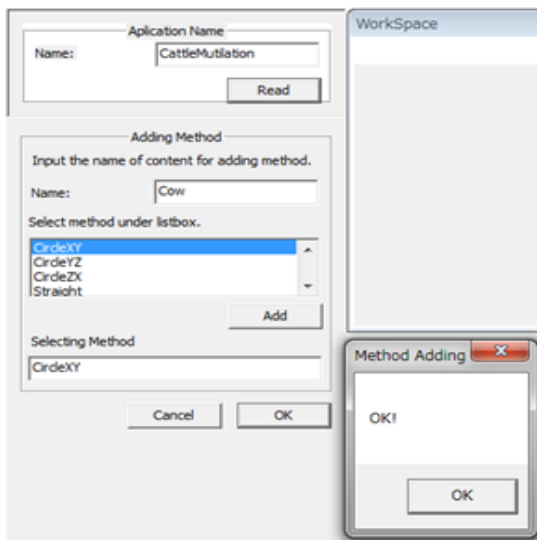 Aplication Name
Name: CattleMutilation
Read
Adding Method
Input the name of content for adding method.
Name: Cow
Select method under listbox.
CircleXY
CircleYZ
CircleZX
Straight
Add
Selecting Method
CircleXY
Cancel OK
WorkSpace
Method Adding
OK!
OK